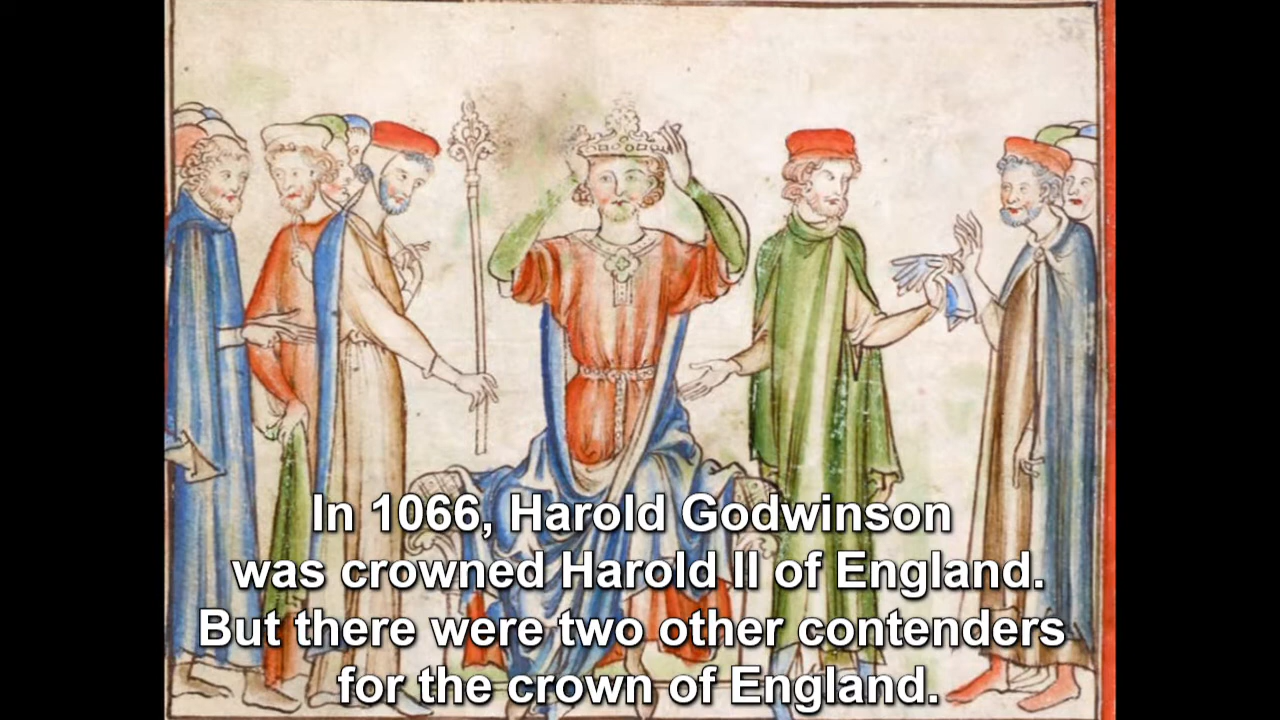 In 1066, Harold Godwinson
was crowned Harold II of England.
But there were two other contenders
for the crown of England.